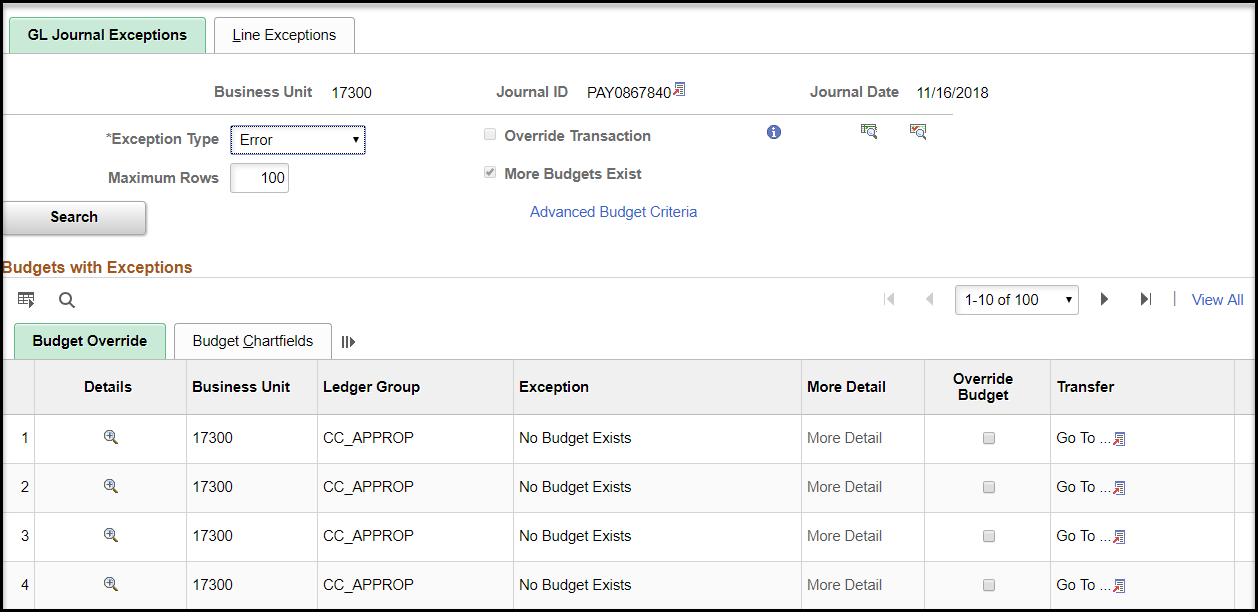 GL Journal Exceptions Line Exceptions
Business Unit 17300 Journal ID PAY0867840 Journal Date 11/16/2018
*Exception Type Error Override Transaction
Maximum Rows 100 More Budgets Exist
Search Advanced Budget Criteria
Budgets with Exceptions
1-10 of 100 | View All
Budget Override Budget Chartfields
Details Business Unit Ledger Group Exception More Detail Override Budget Transfer
1 17300 CC_APPROP No Budget Exists More Detail Go To ...
2 17300 CC_APPROP No Budget Exists More Detail Go To ...
3 17300 CC_APPROP No Budget Exists More Detail Go To ...
4 17300 CC_APPROP No Budget Exists More Detail Go To ...